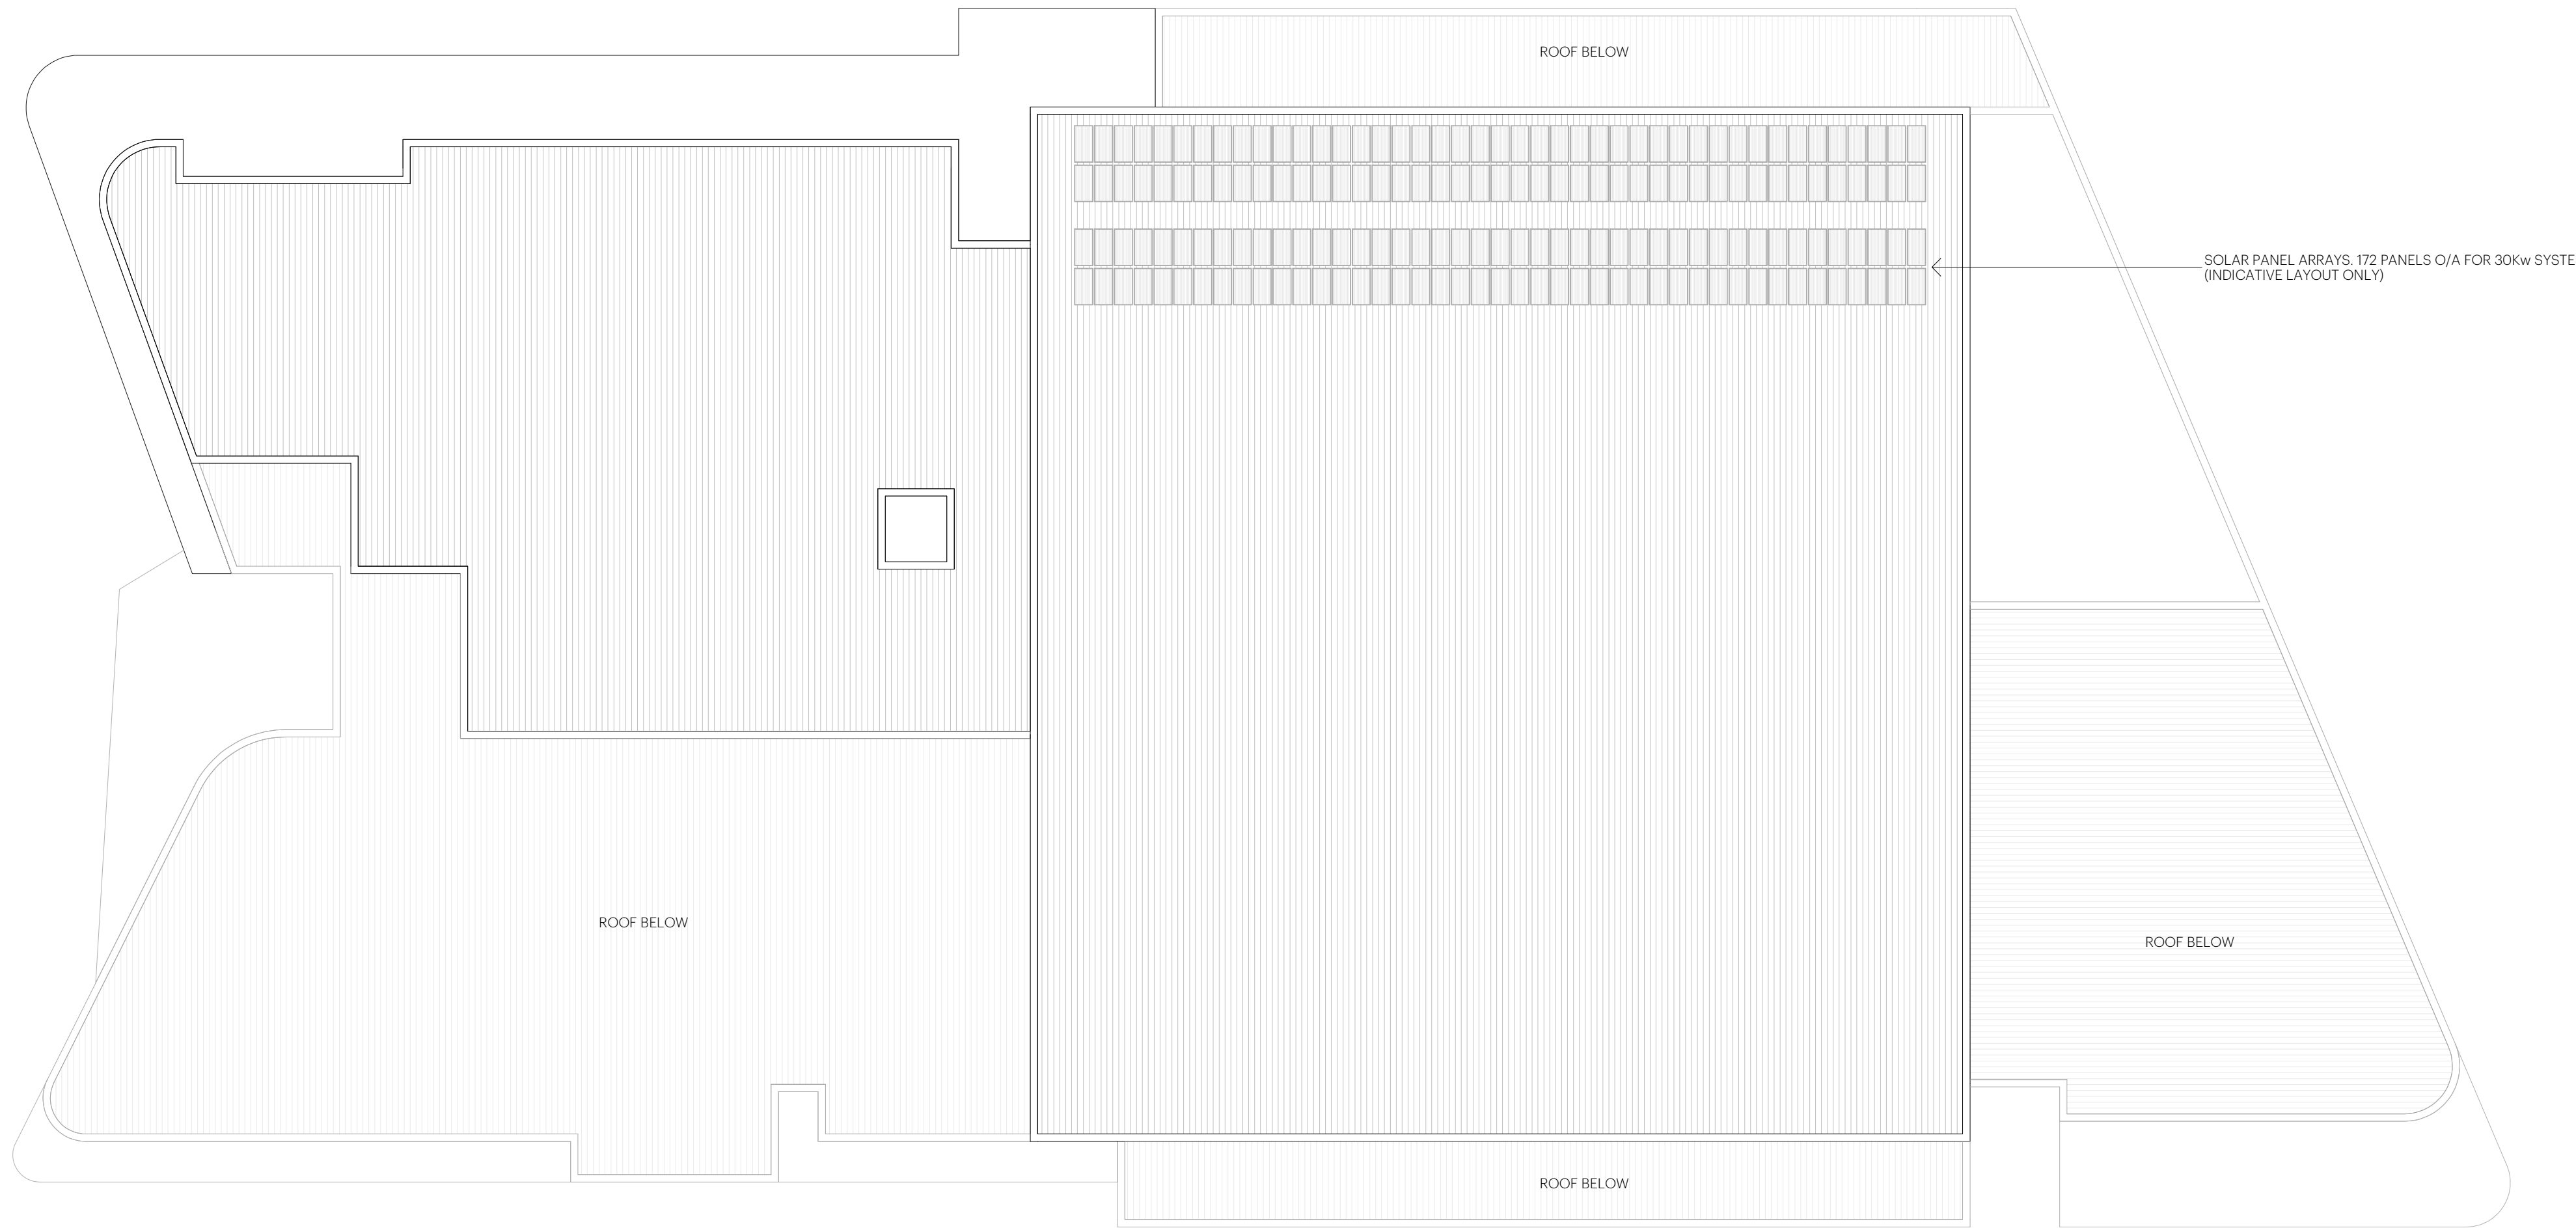 ROOF BELOW
SOLAR PANEL ARRAYS. 172 PANELS O/A FOR 30Kw SYSTE
(INDICATIVE LAYOUT ONLY)
ROOF BELOW
ROOF BELOW
ROOF BELOW